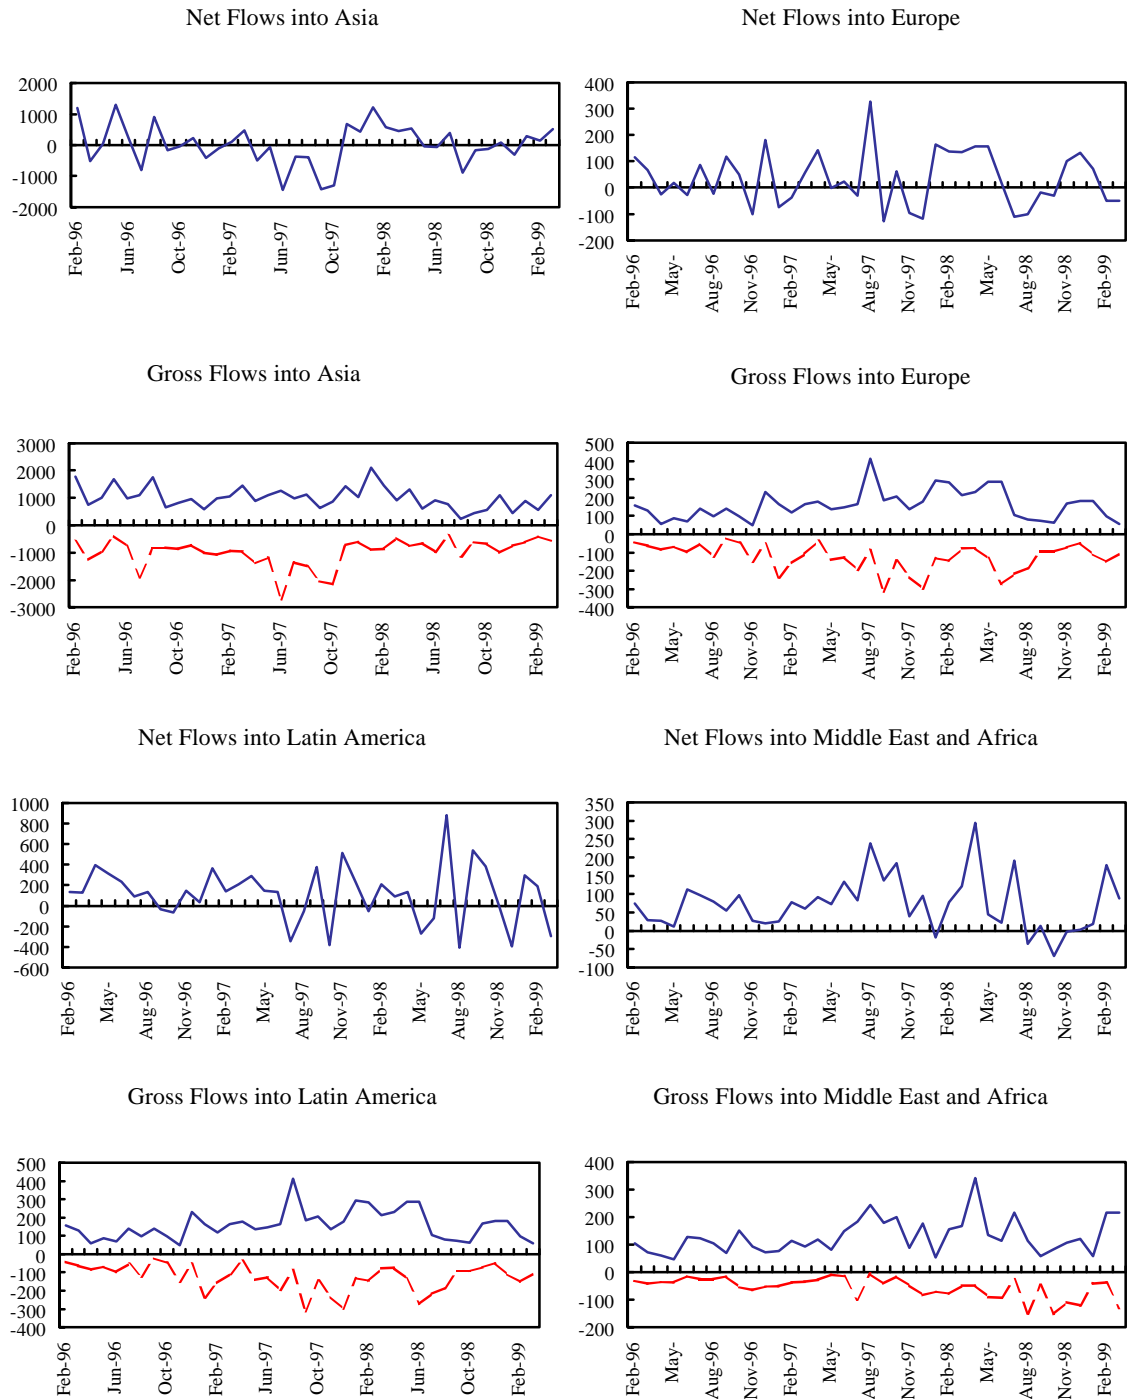 Net Flows into Asia
2000
1000
0
-1000
-2000
Feb-96
Jun-96
Oct-96
Feb-97
Jun-97
Oct-97
Feb-98
Jun-98
Oct-98
Feb-99
Net Flows into Europe
400
300
200
100
0
-100
-200
Feb-96
May-
Aug-96
Nov-96
Feb-97
May-
Aug-97
Nov-97
Feb-98
May-
Aug-98
Nov-98
Feb-99
Gross Flows into Asia
3000
2000
1000
0
-1000
-2000
-3000
Feb-96
Jun-96
Oct-96
Feb-97
Jun-97
Oct-97
Feb-98
Jun-98
Oct-98
Feb-99
Gross Flows into Europe
500
400
300
200
100
0
-100
-200
-300
-400
Feb-96
May-
Aug-96
Nov-96
Feb-97
May-
Aug-97
Nov-97
Feb-98
May-
Aug-98
Nov-98
Feb-99
Net Flows into Latin America
1000
800
600
400
200
0
-200
-400
-600
Feb-96
May-
Aug-96
Nov-96
Feb-97
May-
Aug-97
Nov-97
Feb-98
May-
Aug-98
Nov-98
Feb-99
Net Flows into Middle East and Africa
350
300
250
200
150
100
50
0
-50
-100
Feb-96
May-
Aug-96
Nov-96
Feb-97
May-
Aug-97
Nov-97
Feb-98
May-
Aug-98
Nov-98
Feb-99
Gross Flows into Latin America
500
400
300
200
100
0
-100
-200
-300
-400
Feb-96
Jun-96
Oct-96
Feb-97
Jun-97
Oct-97
Feb-98
Jun-98
Oct-98
Feb-99
Gross Flows into Middle East and Africa
400
300
200
100
0
-100
-200
Feb-96
May-
Aug-96
Nov-96
Feb-97
May-
Aug-97
Nov-97
Feb-98
May-
Aug-98
Nov-98
Feb-99